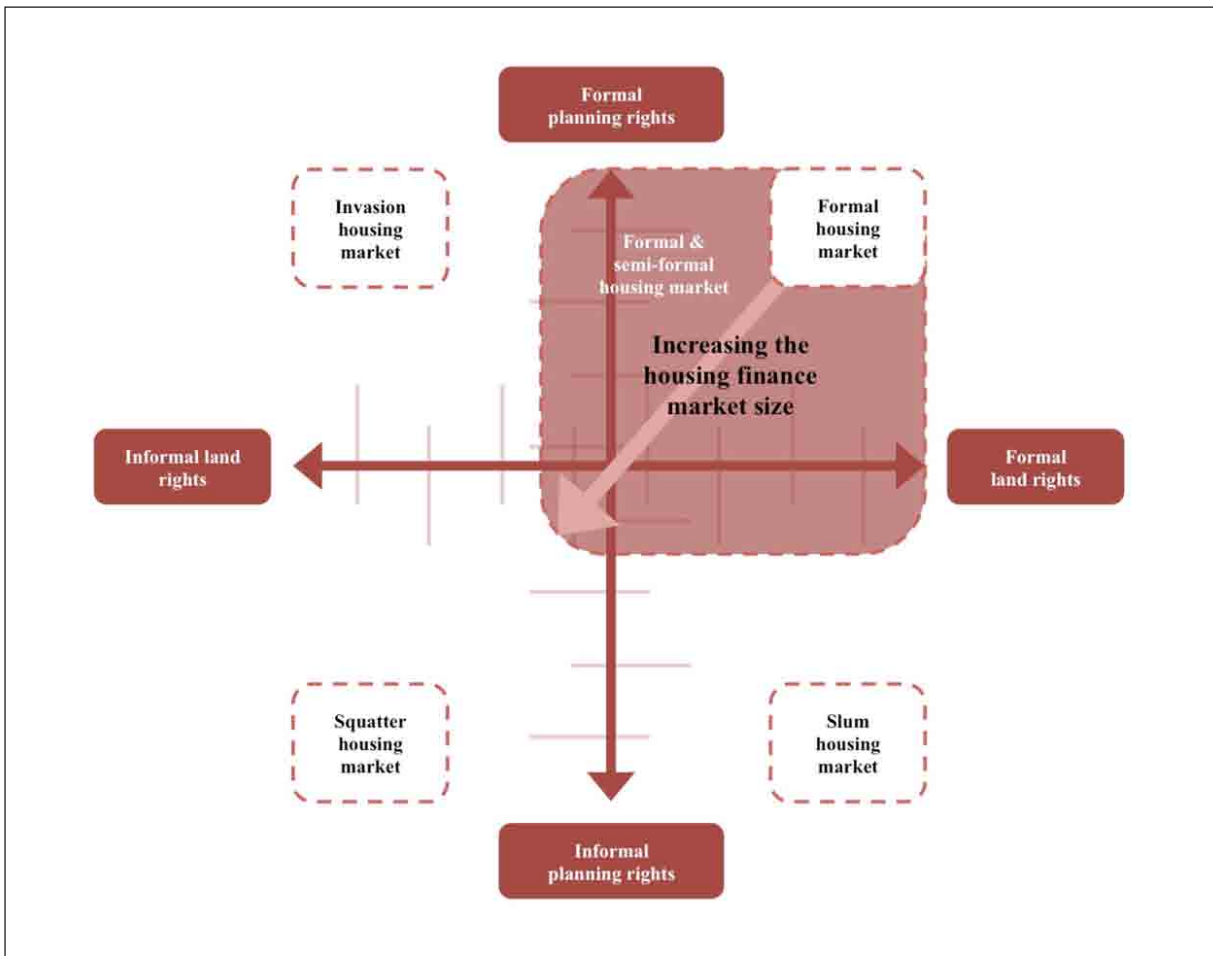 Formal
planning rights
Invasion
housing
market
Formal
housing
market
Formal &
semi-formal
housing market
Increasing the
housing finance
market size
Informal land
rights
Formal
land rights
Squatter
housing
market
Slum
housing
market
Informal
planning rights